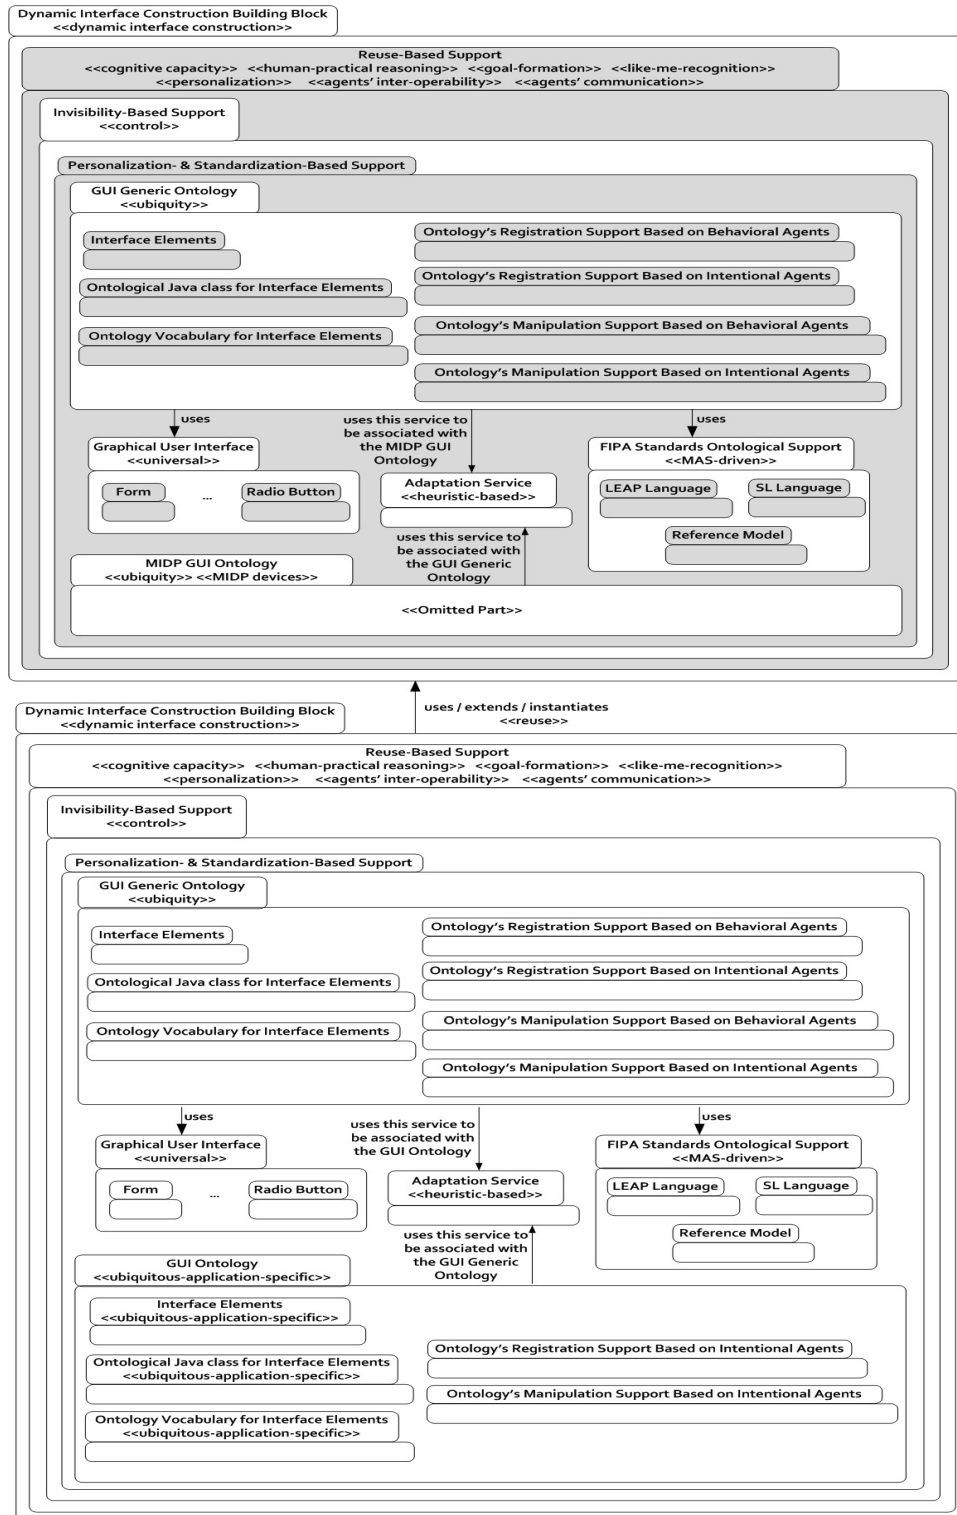 Dynamic Interface Construction Building Block
<<dynamic interface construction>>
Reuse-Based Support
<<cognitive capacity>> <<human-practical reasoning>> <<goal-formation>> <<like-me-recognition>>
<<personalization>> <<agents’ inter-operability>> <<agents’ communication>>
Invisibility-Based Support
<<control>>
Personalization- & Standardization-Based Support
GUI Generic Ontology
<<ubiquity>>
Interface Elements
Ontological Java class for Interface Elements
Ontology Vocabulary for Interface Elements
Ontology’s Registration Support Based on Behavioral Agents
Ontology’s Registration Support Based on Intentional Agents
Ontology’s Manipulation Support Based on Behavioral Agents
Ontology’s Manipulation Support Based on Intentional Agents
uses
uses this service to
be associated with
the MIDP GUI
Ontology
uses
Graphical User Interface
<<universal>>
Form
...
Radio Button
Adaptation Service
<<heuristic-based>>
FIPA Standards Ontological Support
<<MAS-driven>>
LEAP Language
SL Language
Reference Model
uses this service to
be associated with
the GUI Generic
Ontology
MIDP GUI Ontology
<<ubiquity>> <<MIDP devices>>
<<Omitted Part>>
uses / extends / instantiates
<<reuse>>
Dynamic Interface Construction Building Block
<<dynamic interface construction>>
Reuse-Based Support
<<cognitive capacity>> <<human-practical reasoning>> <<goal-formation>> <<like-me-recognition>>
<<personalization>> <<agents’ inter-operability>> <<agents’ communication>>
Invisibility-Based Support
<<control>>
Personalization- & Standardization-Based Support
GUI Generic Ontology
<<ubiquity>>
Interface Elements
Ontological Java class for Interface Elements
Ontology Vocabulary for Interface Elements
Ontology’s Registration Support Based on Behavioral Agents
Ontology’s Registration Support Based on Intentional Agents
Ontology’s Manipulation Support Based on Behavioral Agents
Ontology’s Manipulation Support Based on Intentional Agents
uses
uses this service to
be associated with
the GUI Ontology
uses
Graphical User Interface
<<universal>>
Form
...
Radio Button
Adaptation Service
<<heuristic-based>>
FIPA Standards Ontological Support
<<MAS-driven>>
LEAP Language
SL Language
Reference Model
uses this service to
be associated with
the GUI Generic
Ontology
GUI Ontology
<<ubiquitous-application-specific>>
Interface Elements
<<ubiquitous-application-specific>>
Ontological Java class for Interface Elements
<<ubiquitous-application-specific>>
Ontology Vocabulary for Interface Elements
<<ubiquitous-application-specific>>
Ontology’s Registration Support Based on Intentional Agents
Ontology’s Manipulation Support Based on Intentional Agents